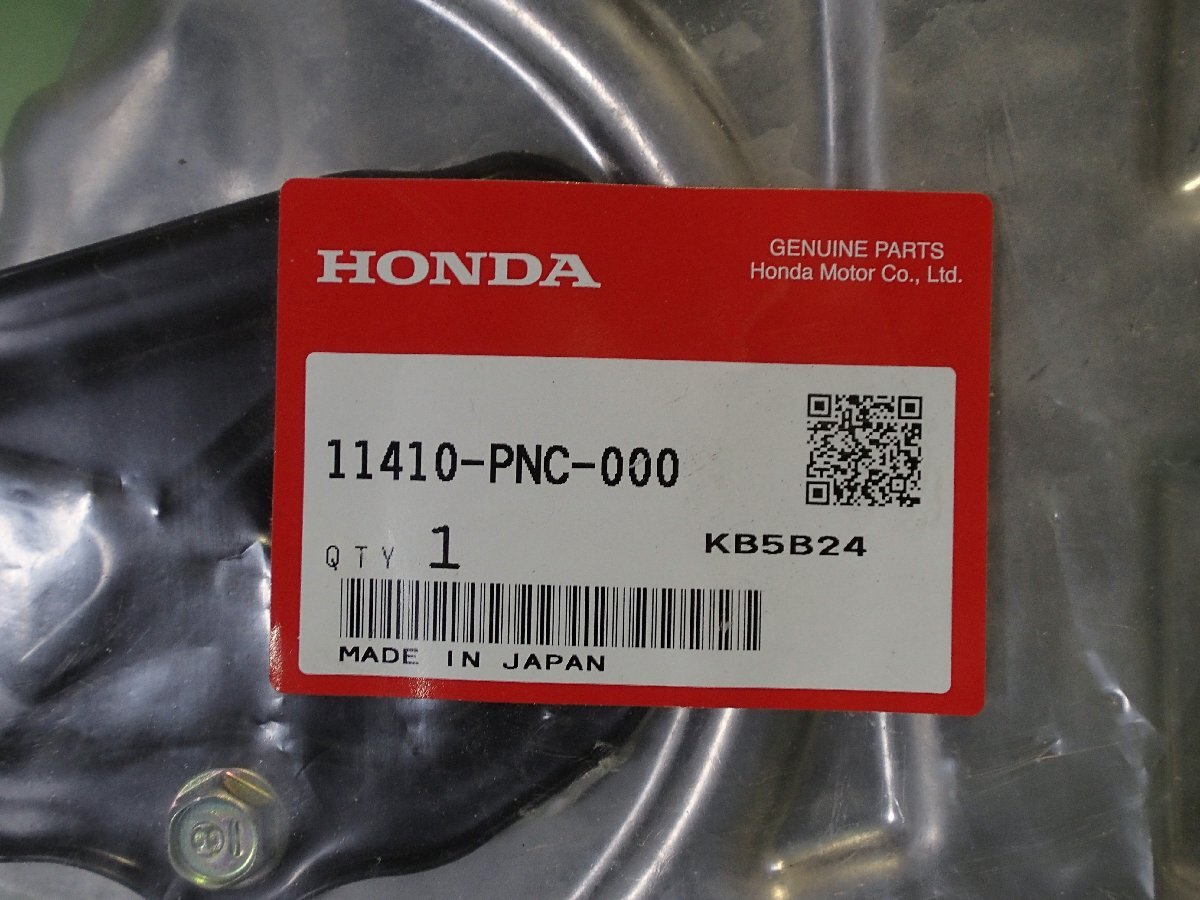 HONDA
GENUINE PARTS
Honda Motor Co., Ltd.
11410-PNC-000
QTY 1
KB5B24
MADE IN JAPAN